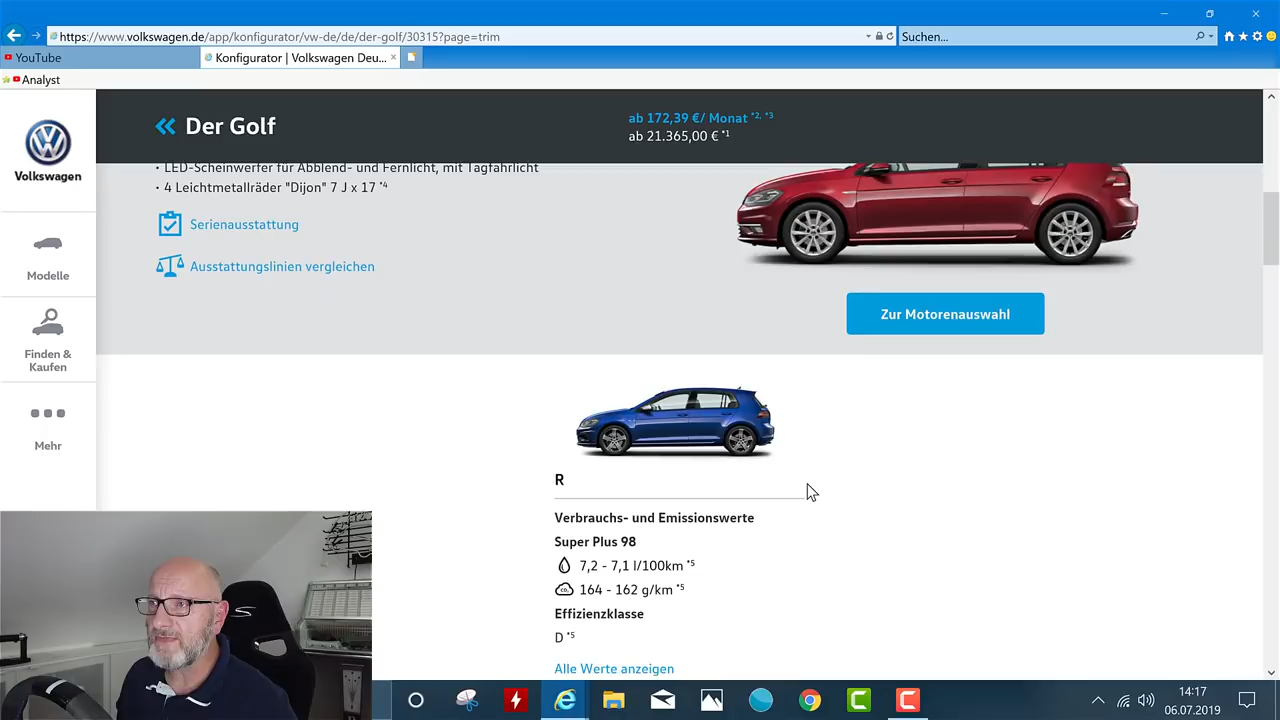 https://www.volkswagen.de/app/konfigurator/vw-de/de/der-golf/30315?page=trim
Suchen...
YouTube
Konfigurator | Volkswagen Deu...
Analyst
Volkswagen
Modelle
Finden &
Kaufen
Mehr
Der Golf
ab 172,39 €/ Monat *2, *3
ab 21.365,00 € *1
• LED-Scheinwerfer für Abblend- und Fernlicht, mit Tagfahrlicht
• 4 Leichtmetallräder "Dijon" 7 J x 17 *4
Serienausstattung
Ausstattungslinien vergleichen
Zur Motorenauswahl
R
Verbrauchs- und Emissionswerte
Super Plus 98
7,2 - 7,1 l/100km *5
164 - 162 g/km *5
Effizienzklasse
D *5
Alle Werte anzeigen
14:17
06.07.2019